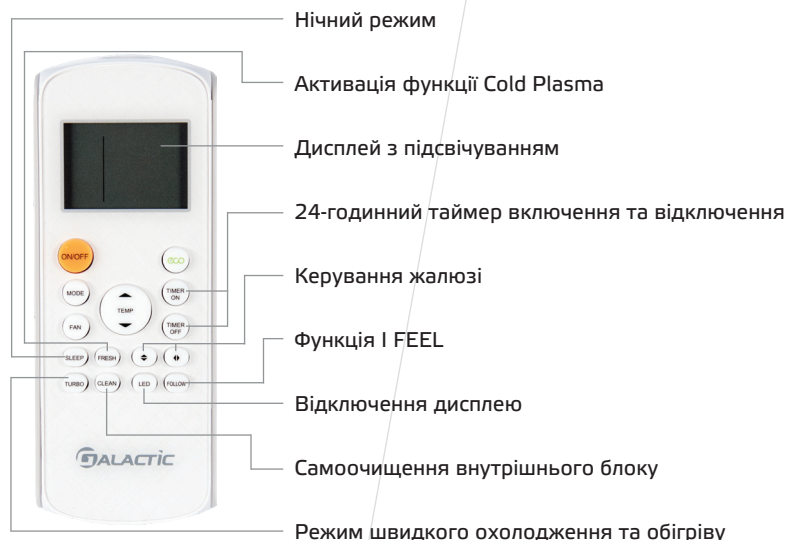 Нічний режим
Активація функції Cold Plasma
Дисплей з підсвічуванням
24-годинний таймер включення та відключення
ON/OFF
eco
Керування жалюзі
MODE
TEMP
TIMER
ON
FAN
TIMER
OFF
Функція I FEEL
SLEEP
FRESH
TURBO
CLEAN
LED
FOLLOW
Відключення дисплею
GALACTIC
Самоочищення внутрішнього блоку
Режим швидкого охолодження та обігріву